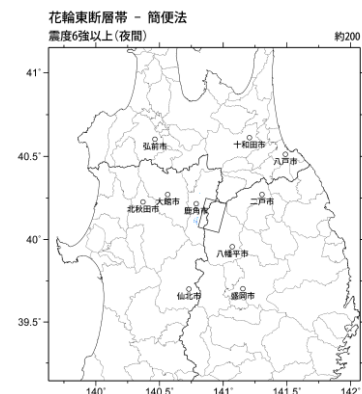 花輪東断層帯 - 簡便法
震度6強以上(夜間) 約200
41°
弘前市 十和田市
40.5° 八戸市
大館市 二戸市
北秋田市 鹿角市
40° 八幡平市
仙北市 盛岡市
39.5°
140° 140.5° 141° 141.5° 142°